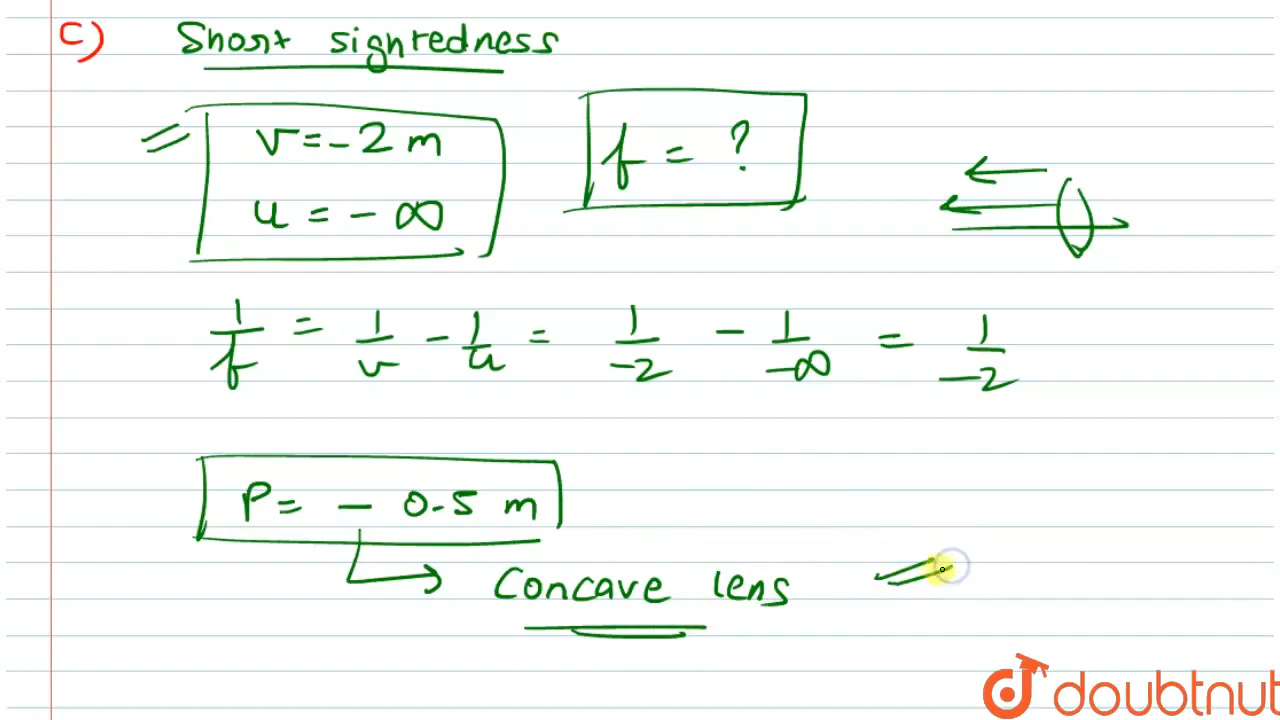 C) Short sightedness
v = - 2 m
u = - ∞
f = ?
1/f = 1/v - 1/u = 1/-2 - 1/-∞ = 1/-2
P = - 0.5 m
Concave lens
doubtnut